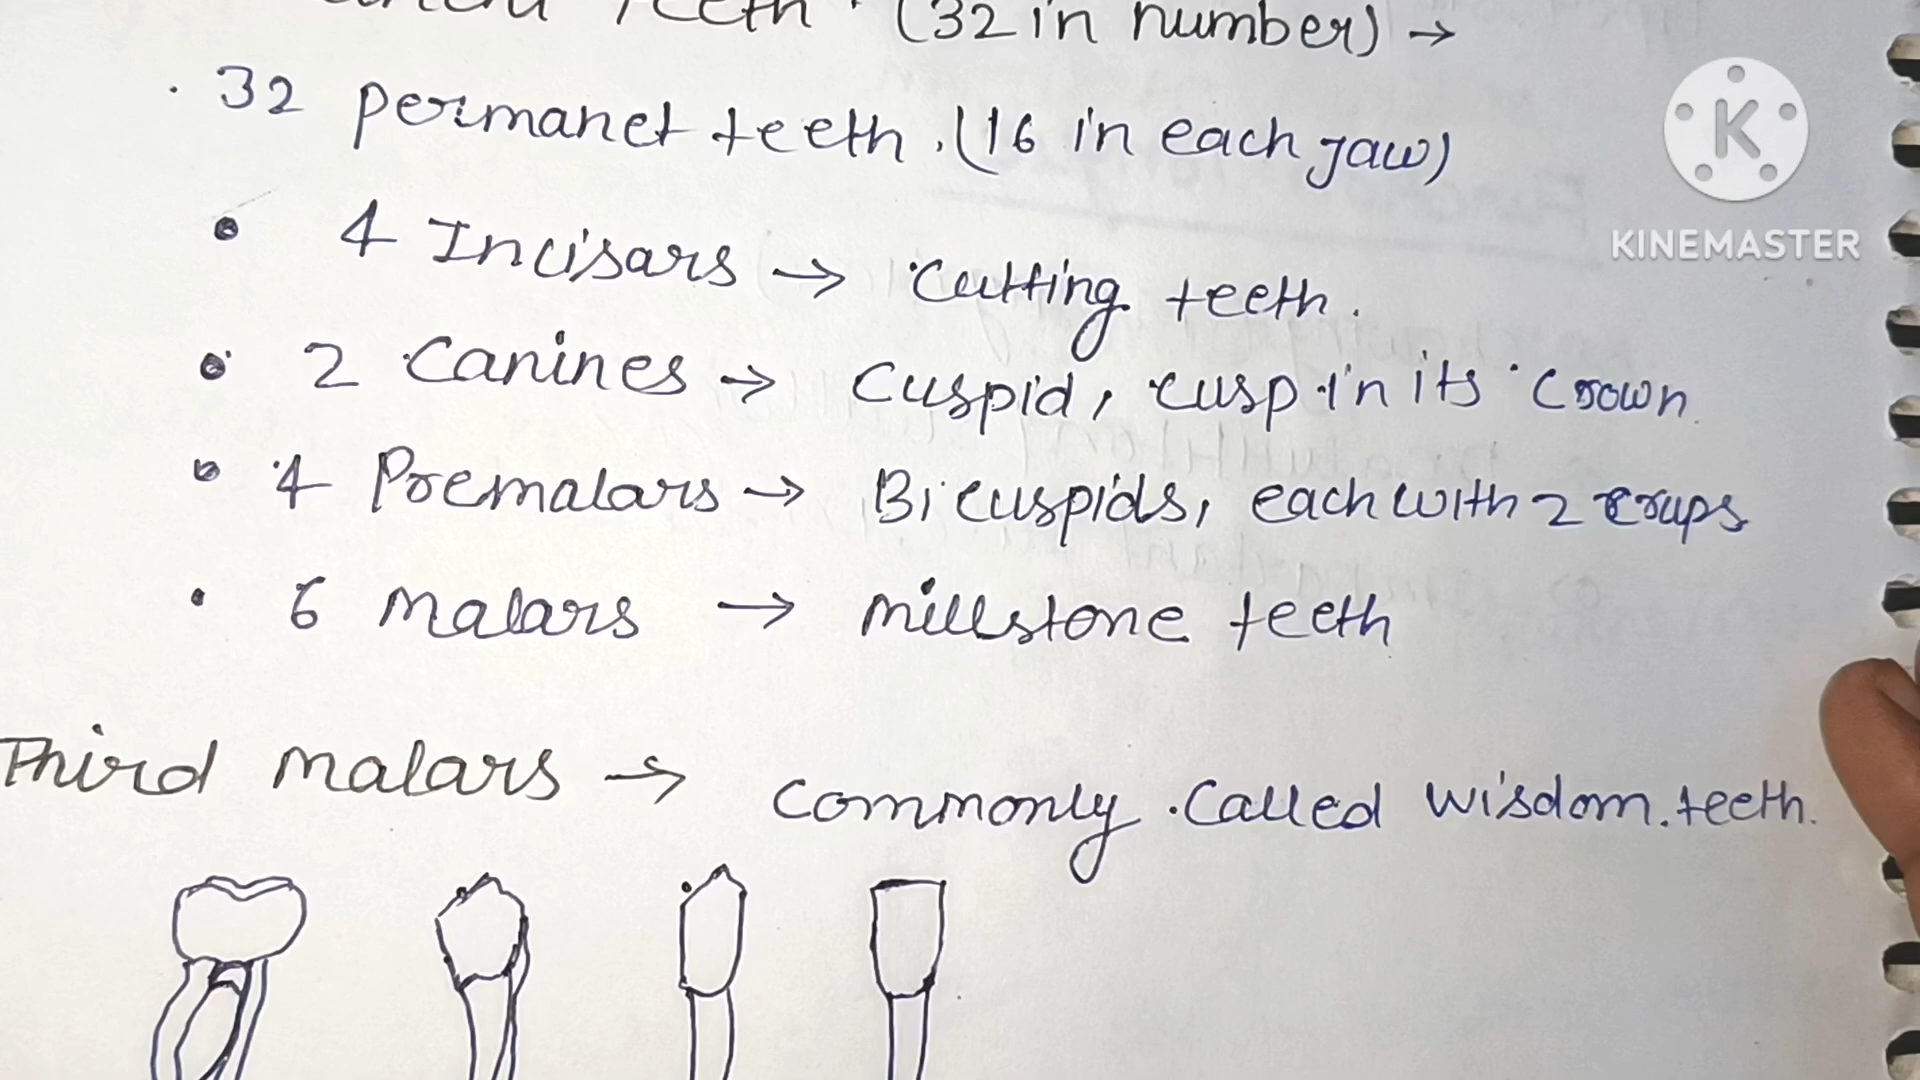 Teeth (32 in number) →
. 32 permanet teeth. (16 in each jaw)
• 4 Incisars → cutting teeth.
• 2 Canines → Cuspid, cusp in its crown
• 4 Premalars → Bicuspids, each with 2
• 6 Malars → Millstone teeth
Third malars → Commonly called wisdom teeth.
K
KINEMASTER